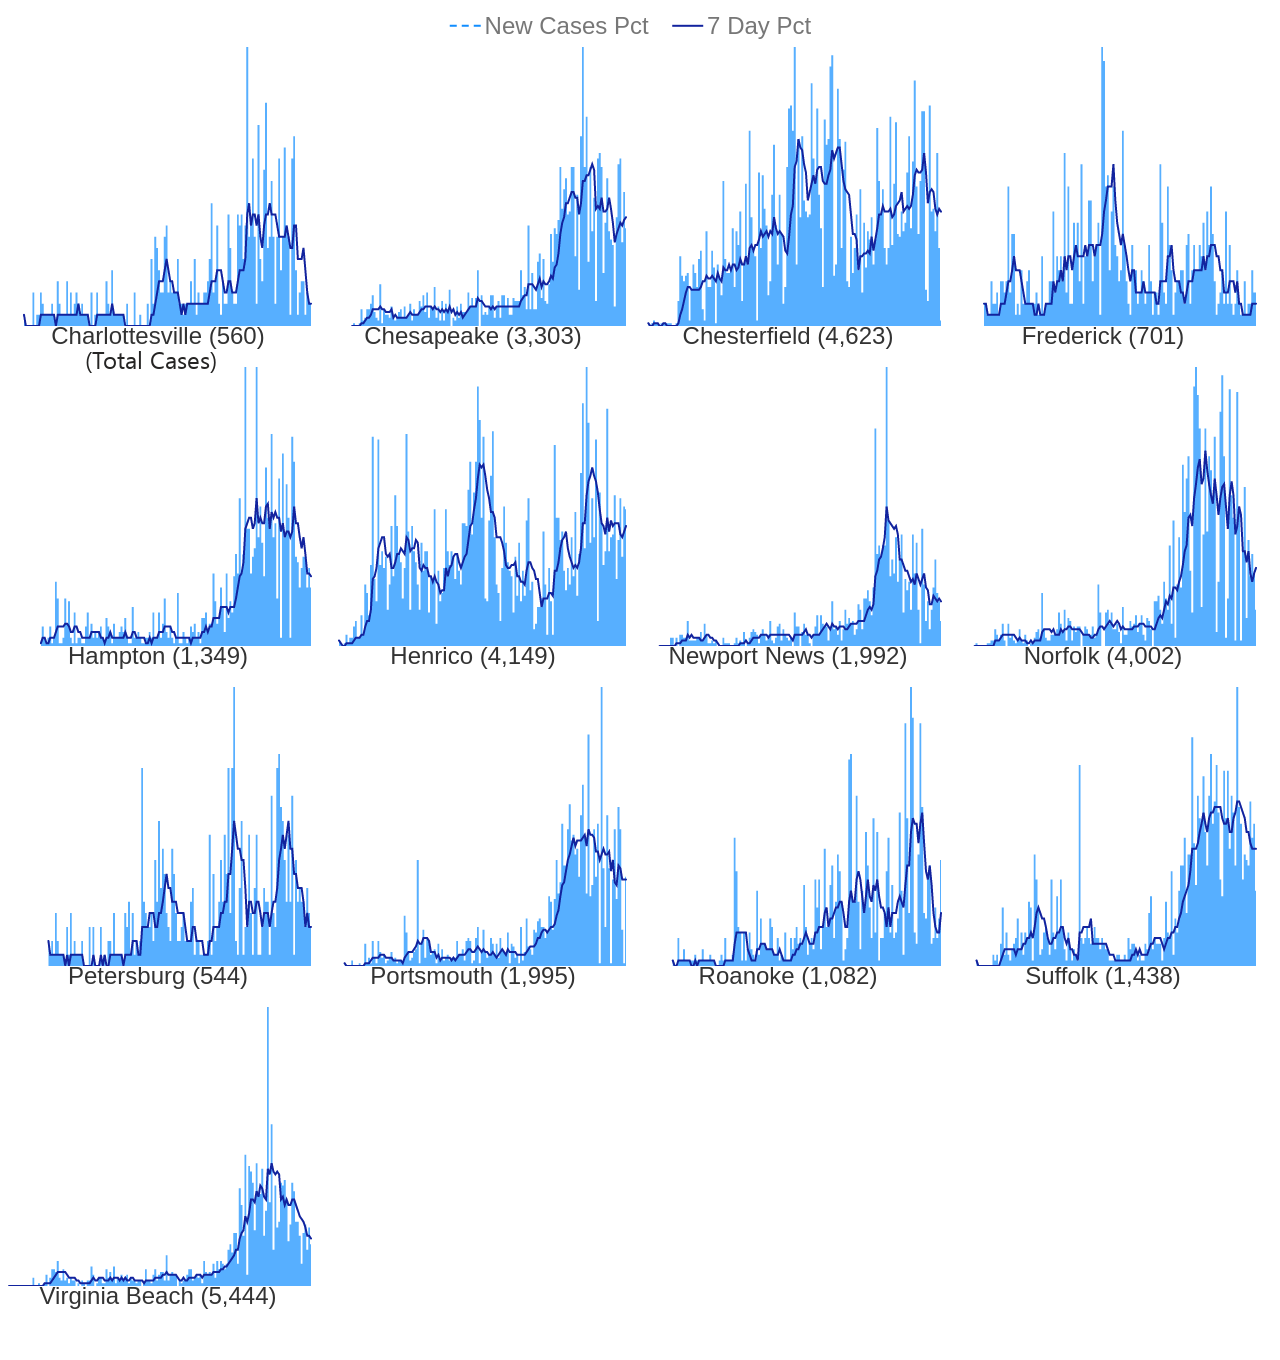 New Cases Pct 7 Day Pct
Charlottesville (560) Chesapeake (3,303) Chesterfield (4,623) Frederick (701)
(Total Cases)
Hampton (1,349) Henrico (4,149) Newport News (1,992) Norfolk (4,002)
Petersburg (544) Portsmouth (1,995) Roanoke (1,082) Suffolk (1,438)
Virginia Beach (5,444)